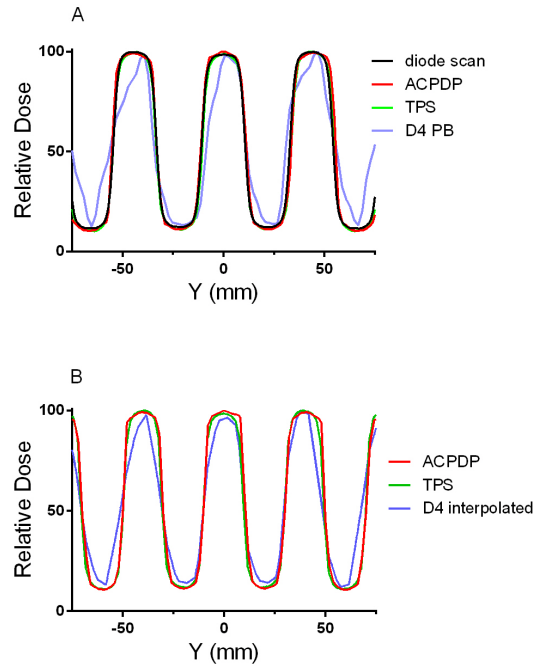 A
Relative Dose
100
50
0
-50
0
50
Y (mm)
diode scan
ACPDP
TPS
D4 PB
B
Relative Dose
100
50
0
-50
0
50
Y (mm)
ACPDP
TPS
D4 interpolated